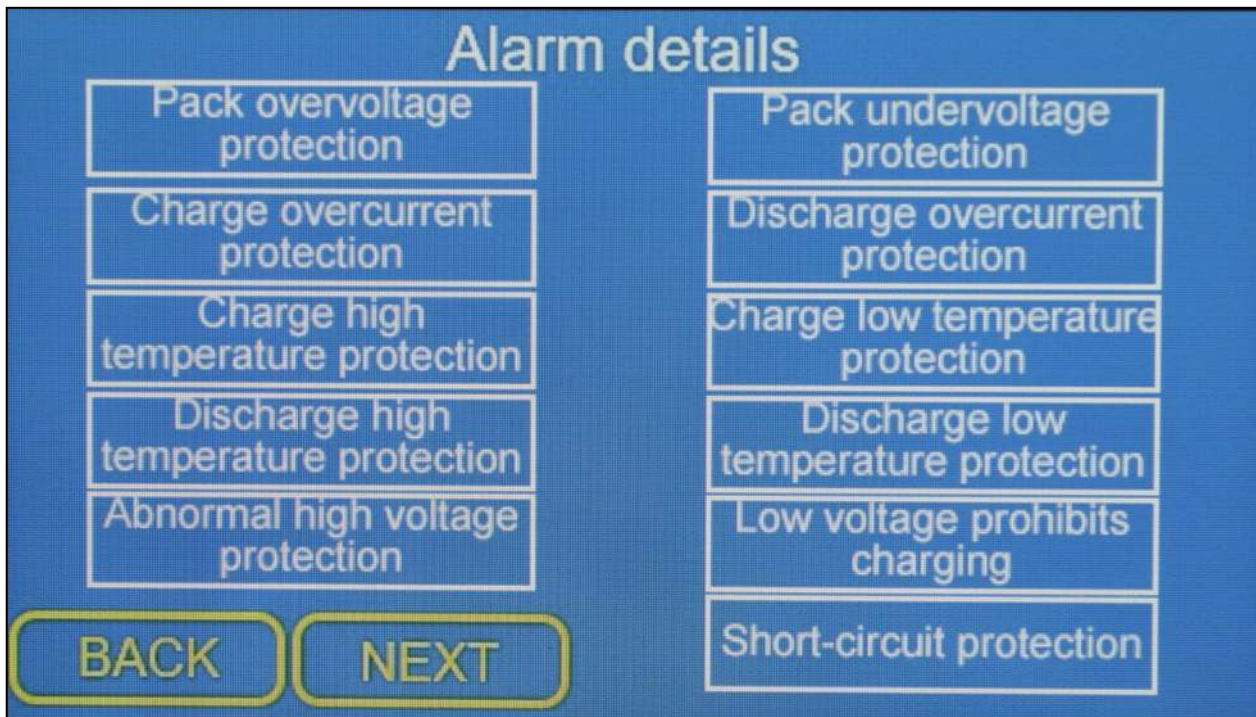 Alarm details
Pack overvoltage
protection
Pack undervoltage
protection
Charge overcurrent
protection
Discharge overcurrent
protection
Charge high
temperature protection
Charge low temperature
protection
Discharge high
temperature protection
Discharge low
temperature protection
Abnormal high voltage
protection
Low voltage prohibits
charging
Short-circuit protection
BACK
NEXT